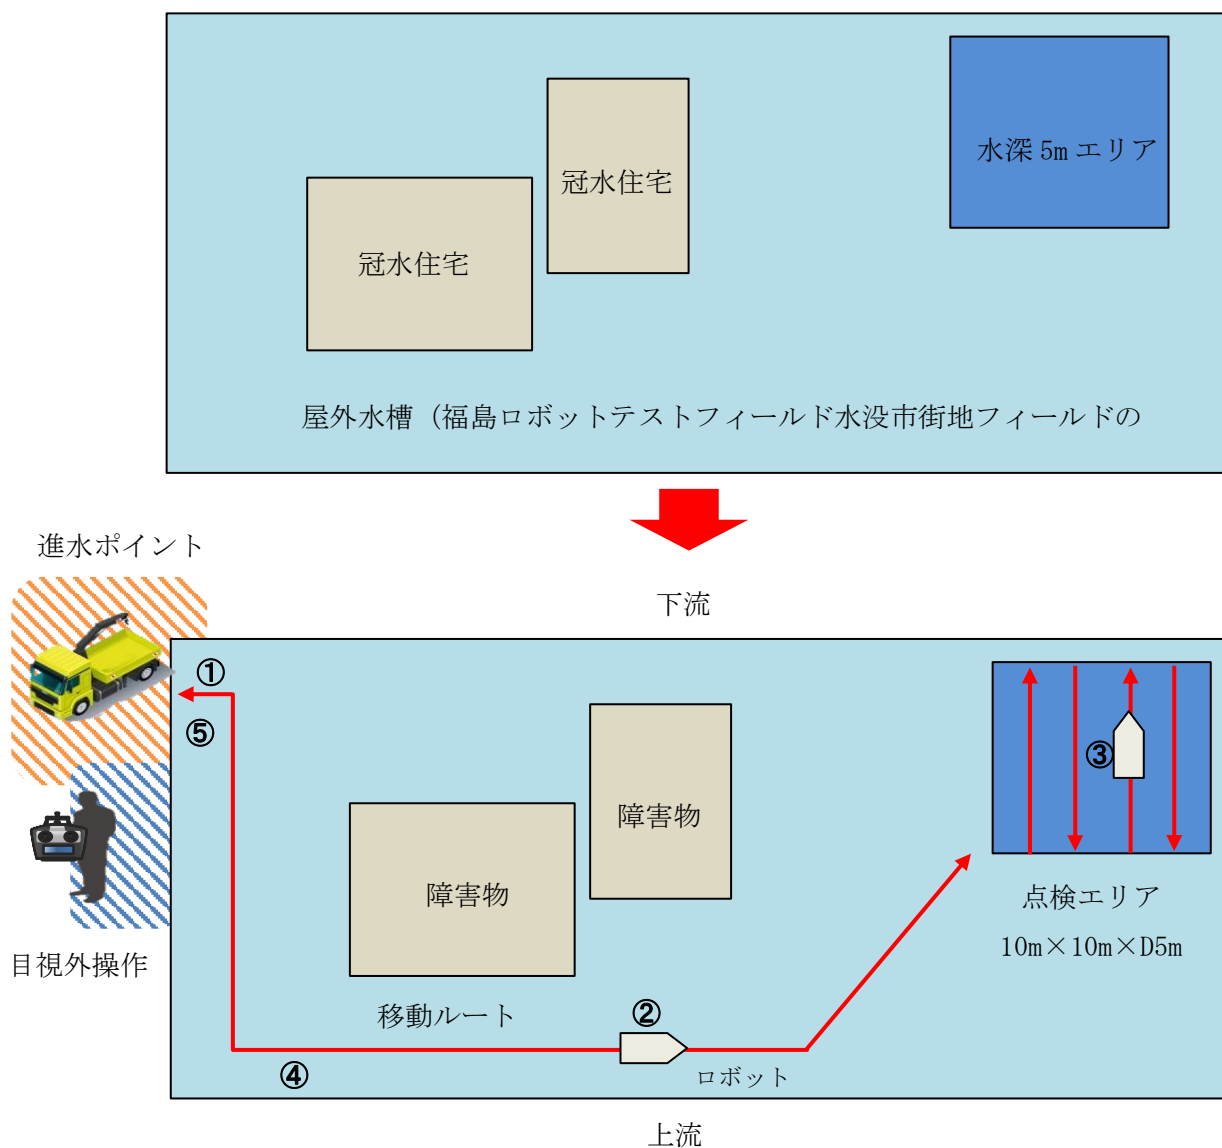 冠水住宅
冠水住宅
水深 5m エリア
屋外水槽（福島ロボットテストフィールド水没市街地フィールドの
進水ポイント
下流
①
⑤
③
障害物
障害物
点検エリア
10m×10m×D5m
目視外操作
移動ルート
②
④
ロボット
上流